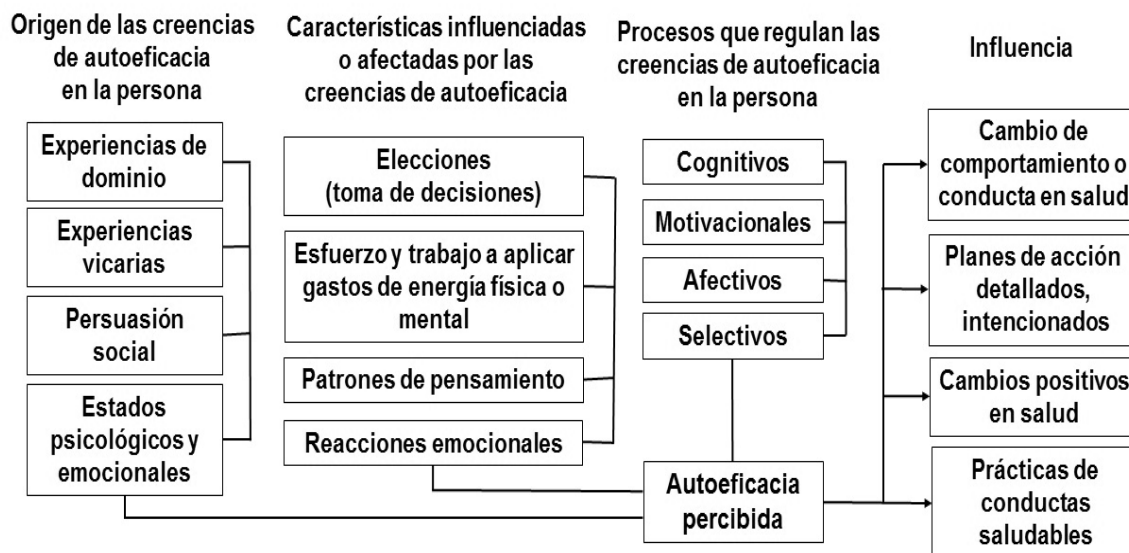 Origen de las creencias
de autoeficacia
en la persona
Experiencias de
dominio
Experiencias
vicarias
Persuasión
social
Estados
psicológicos y
emocionales
Características influenciadas
o afectadas por las
creencias de autoeficacia
Elecciones
(toma de decisiones)
Esfuerzo y trabajo a aplicar
gastos de energía física o
mental
Patrones de pensamiento
Reacciones emocionales
Procesos que regulan las
creencias de autoeficacia
en la persona
Cognitivos
Motivacionales
Afectivos
Selectivos
Autoeficacia
percibida
Influencia
Cambio de
comportamiento o
conducta en salud
Planes de acción
detallados,
intencionados
Cambios positivos
en salud
Prácticas de
conductas
saludables